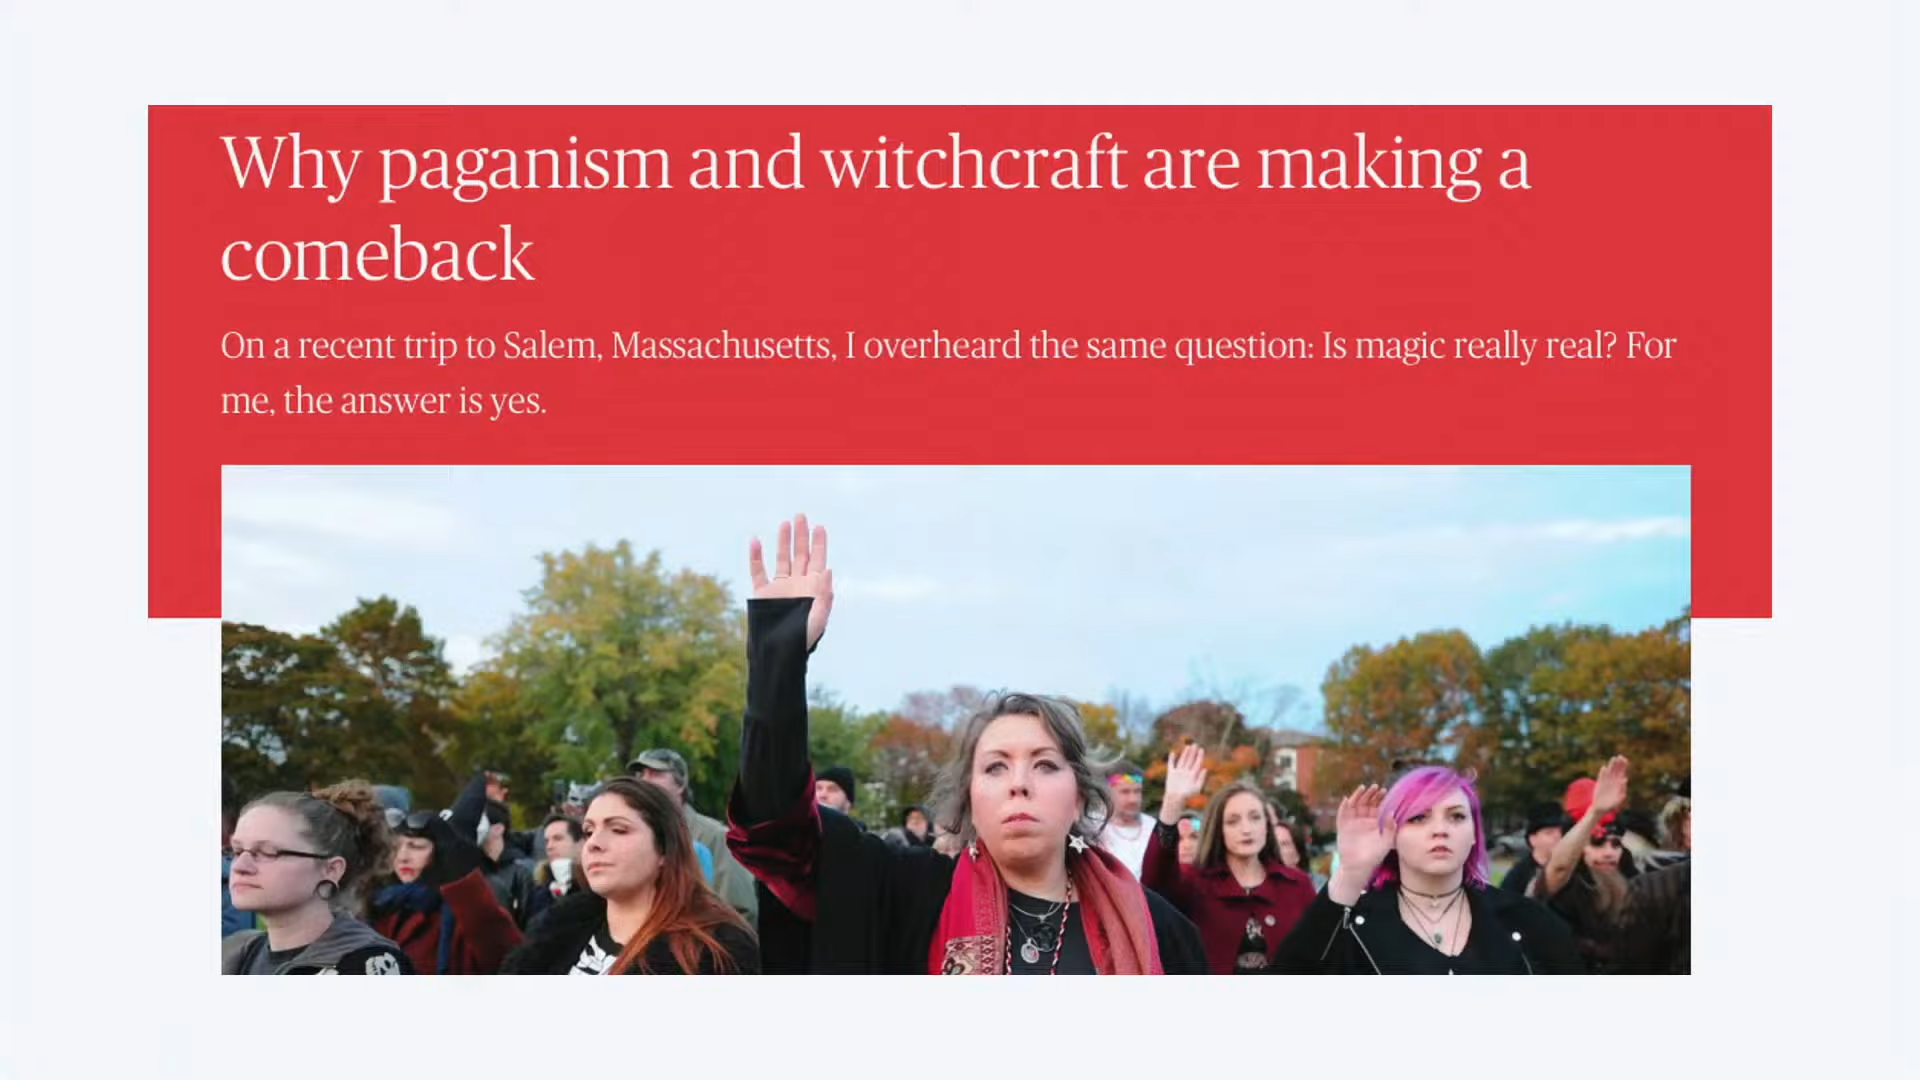 Why paganism and witchcraft are making a
comeback
On a recent trip to Salem, Massachusetts, I overheard the same question: Is magic really real? For
me, the answer is yes.